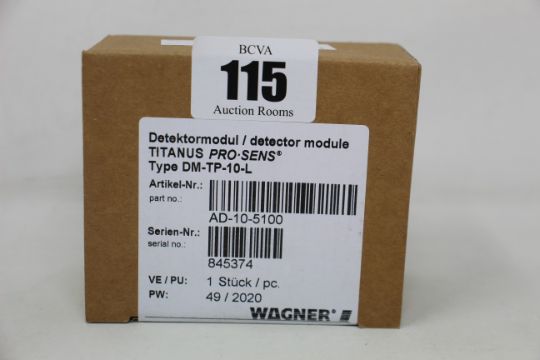 BCVA
115
Auction Rooms
Detektormodul / detector module
TITANUS PRO·SENS®
Type DM-TP-10-L
Artikel-Nr.:
part no.:
AD-10-5100
Serien-Nr.:
serial no.:
845374
VE / PU: 1 Stück / pc.
PW: 49 / 2020
WAGNER